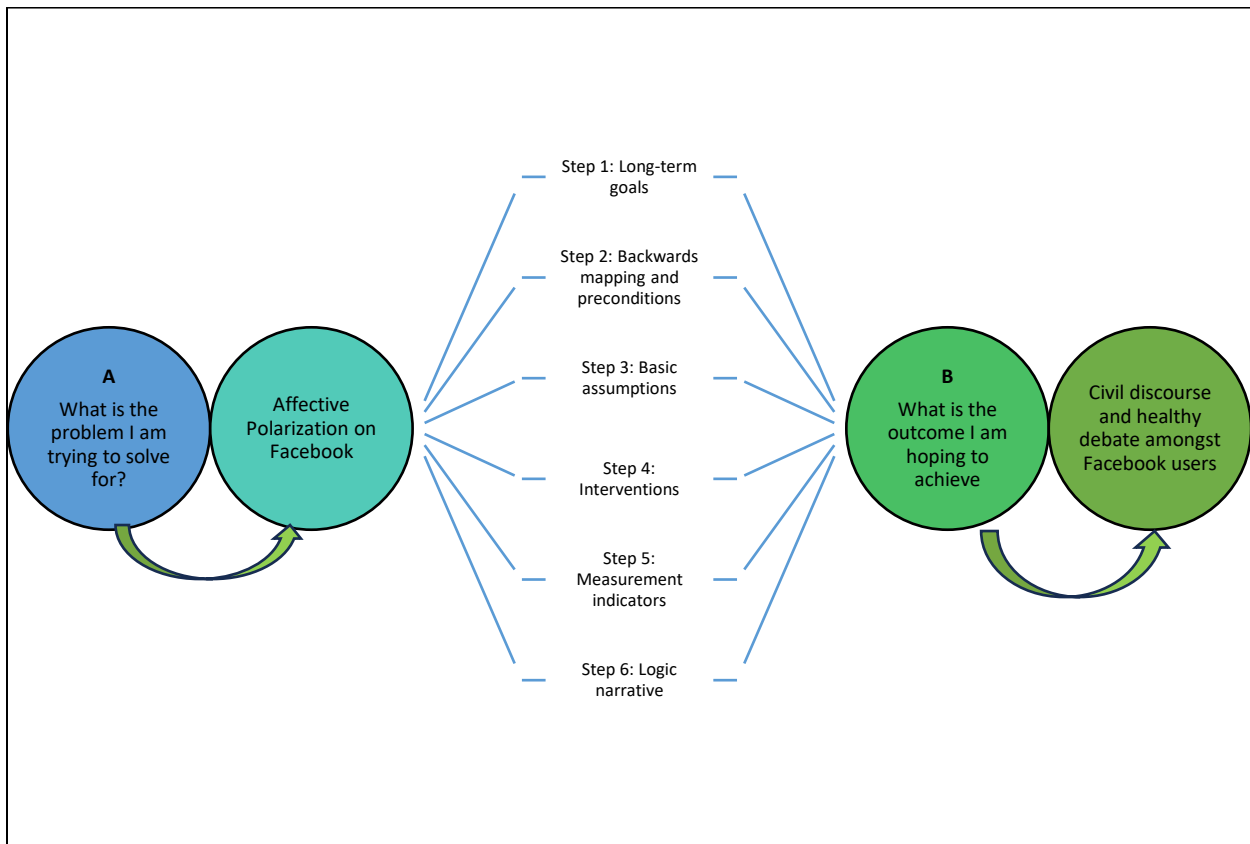 A
What is the
problem I am
trying to solve
for?
Affective
Polarization on
Facebook
Step 1: Long-term
goals
Step 2: Backwards
mapping and
preconditions
Step 3: Basic
assumptions
Step 4:
Interventions
Step 5:
Measurement
indicators
Step 6: Logic
narrative
B
What is the
outcome I am
hoping to
achieve
Civil discourse
and healthy
debate amongst
Facebook users